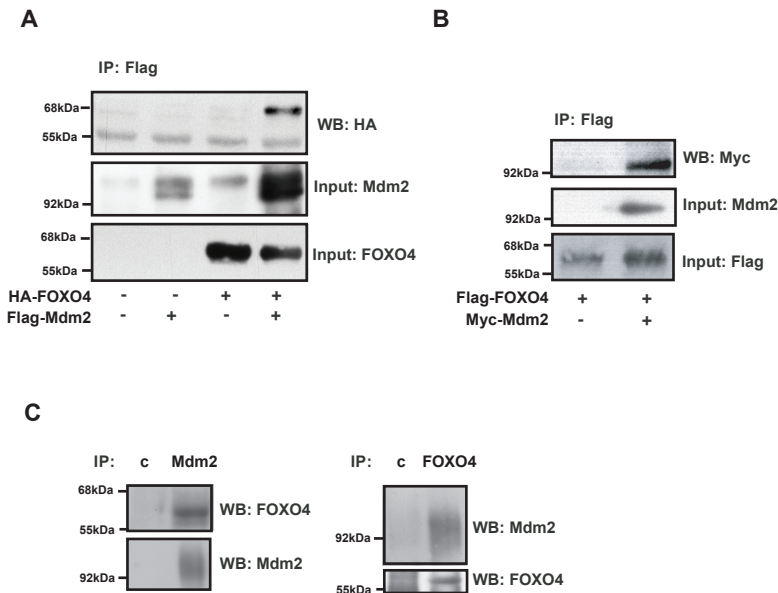 A
IP: Flag
68kDa
55kDa
WB: HA
92kDa
Input: Mdm2
68kDa
55kDa
Input: FOXO4
HA-FOXO4 - - + +
Flag-Mdm2 - + - +
B
IP: Flag
92kDa
WB: Myc
92kDa
Input: Mdm2
68kDa
55kDa
Input: Flag
Flag-FOXO4 + +
Myc-Mdm2 - +
C
IP: c Mdm2
68kDa
55kDa
WB: FOXO4
92kDa
WB: Mdm2
IP: c FOXO4
92kDa
WB: Mdm2
55kDa
WB: FOXO4